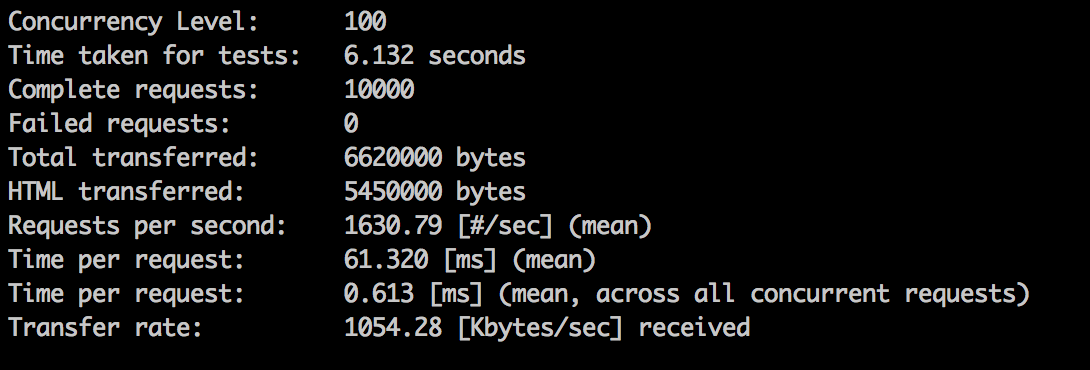 Concurrency Level:      100
Time taken for tests:   6.132 seconds
Complete requests:      10000
Failed requests:        0
Total transferred:      6620000 bytes
HTML transferred:       5450000 bytes
Requests per second:    1630.79 [#/sec] (mean)
Time per request:       61.320 [ms] (mean)
Time per request:       0.613 [ms] (mean, across all concurrent requests)
Transfer rate:          1054.28 [Kbytes/sec] received